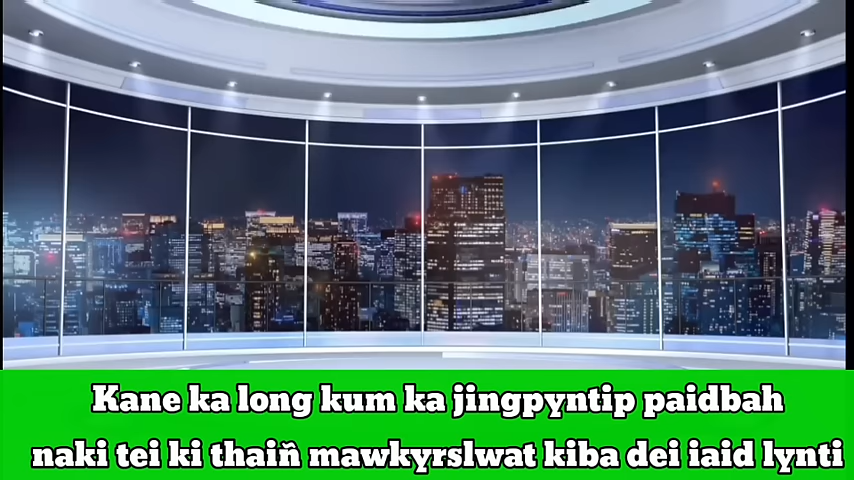 Kane ka long kum ka jingpyntip paidbah
naki tei ki thaiñ mawkyrslwat kiba dei iaid lynti